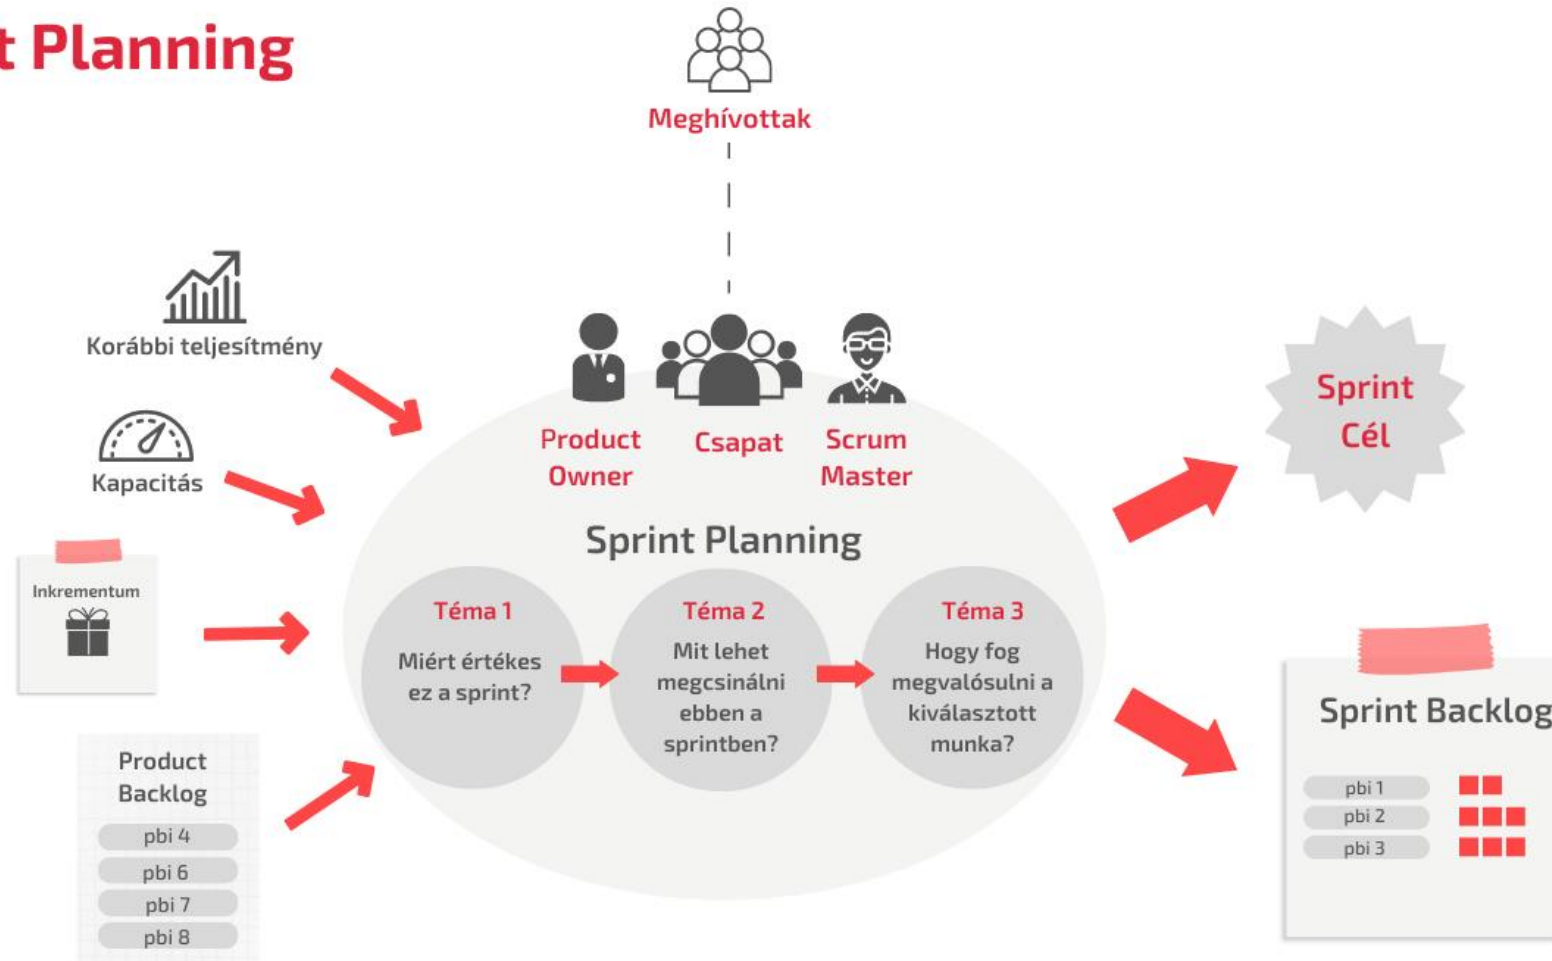 t Planning
Meghívottak
Korábbi teljesítmény
Kapacitás
Inkrementum
Product
Backlog
pbi 4
pbi 6
pbi 7
pbi 8
Product
Owner
Csapat
Scrum
Master
Sprint Planning
Téma 1
Miért értékes
ez a sprint?
Téma 2
Mit lehet
megcsinálni
ebben a
sprintben?
Téma 3
Hogy fog
megvalósulni a
kiválasztott
munka?
Sprint
Cél
Sprint Backlog
pbi 1
pbi 2
pbi 3